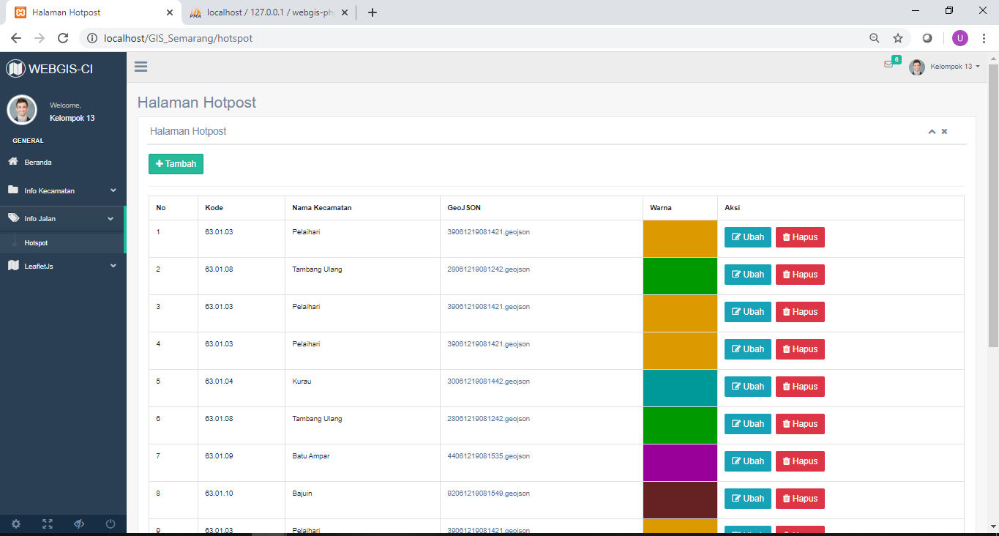 Halaman Hotpost
localhost / 127.0.0.1 / webgis-php
localhost/GIS_Semarang/hotspot
U
WEBGIS-CI
6
Kelompok 13
Welcome,
Kelompok 13
GENERAL
Beranda
Info Kecamatan
Info Jalan
Hotspot
LeafletJs
Halaman Hotpost
Halaman Hotpost
Tambah
No Kode Nama Kecamatan GeoJSON Warna Aksi
1 63.01.03 Pelaihari 39061219081421.geojson Ubah Hapus
2 63.01.08 Tambang Ulang 28061219081242.geojson Ubah Hapus
3 63.01.03 Pelaihari 39061219081421.geojson Ubah Hapus
4 63.01.03 Pelaihari 39061219081421.geojson Ubah Hapus
5 63.01.04 Kurau 30061219081442.geojson Ubah Hapus
6 63.01.08 Tambang Ulang 28061219081242.geojson Ubah Hapus
7 63.01.09 Batu Ampar 44061219081535.geojson Ubah Hapus
8 63.01.10 Bajuin 92061219081549.geojson Ubah Hapus
9 63.01.03 Pelaihari 39061219081421.geojson Ubah Hapus